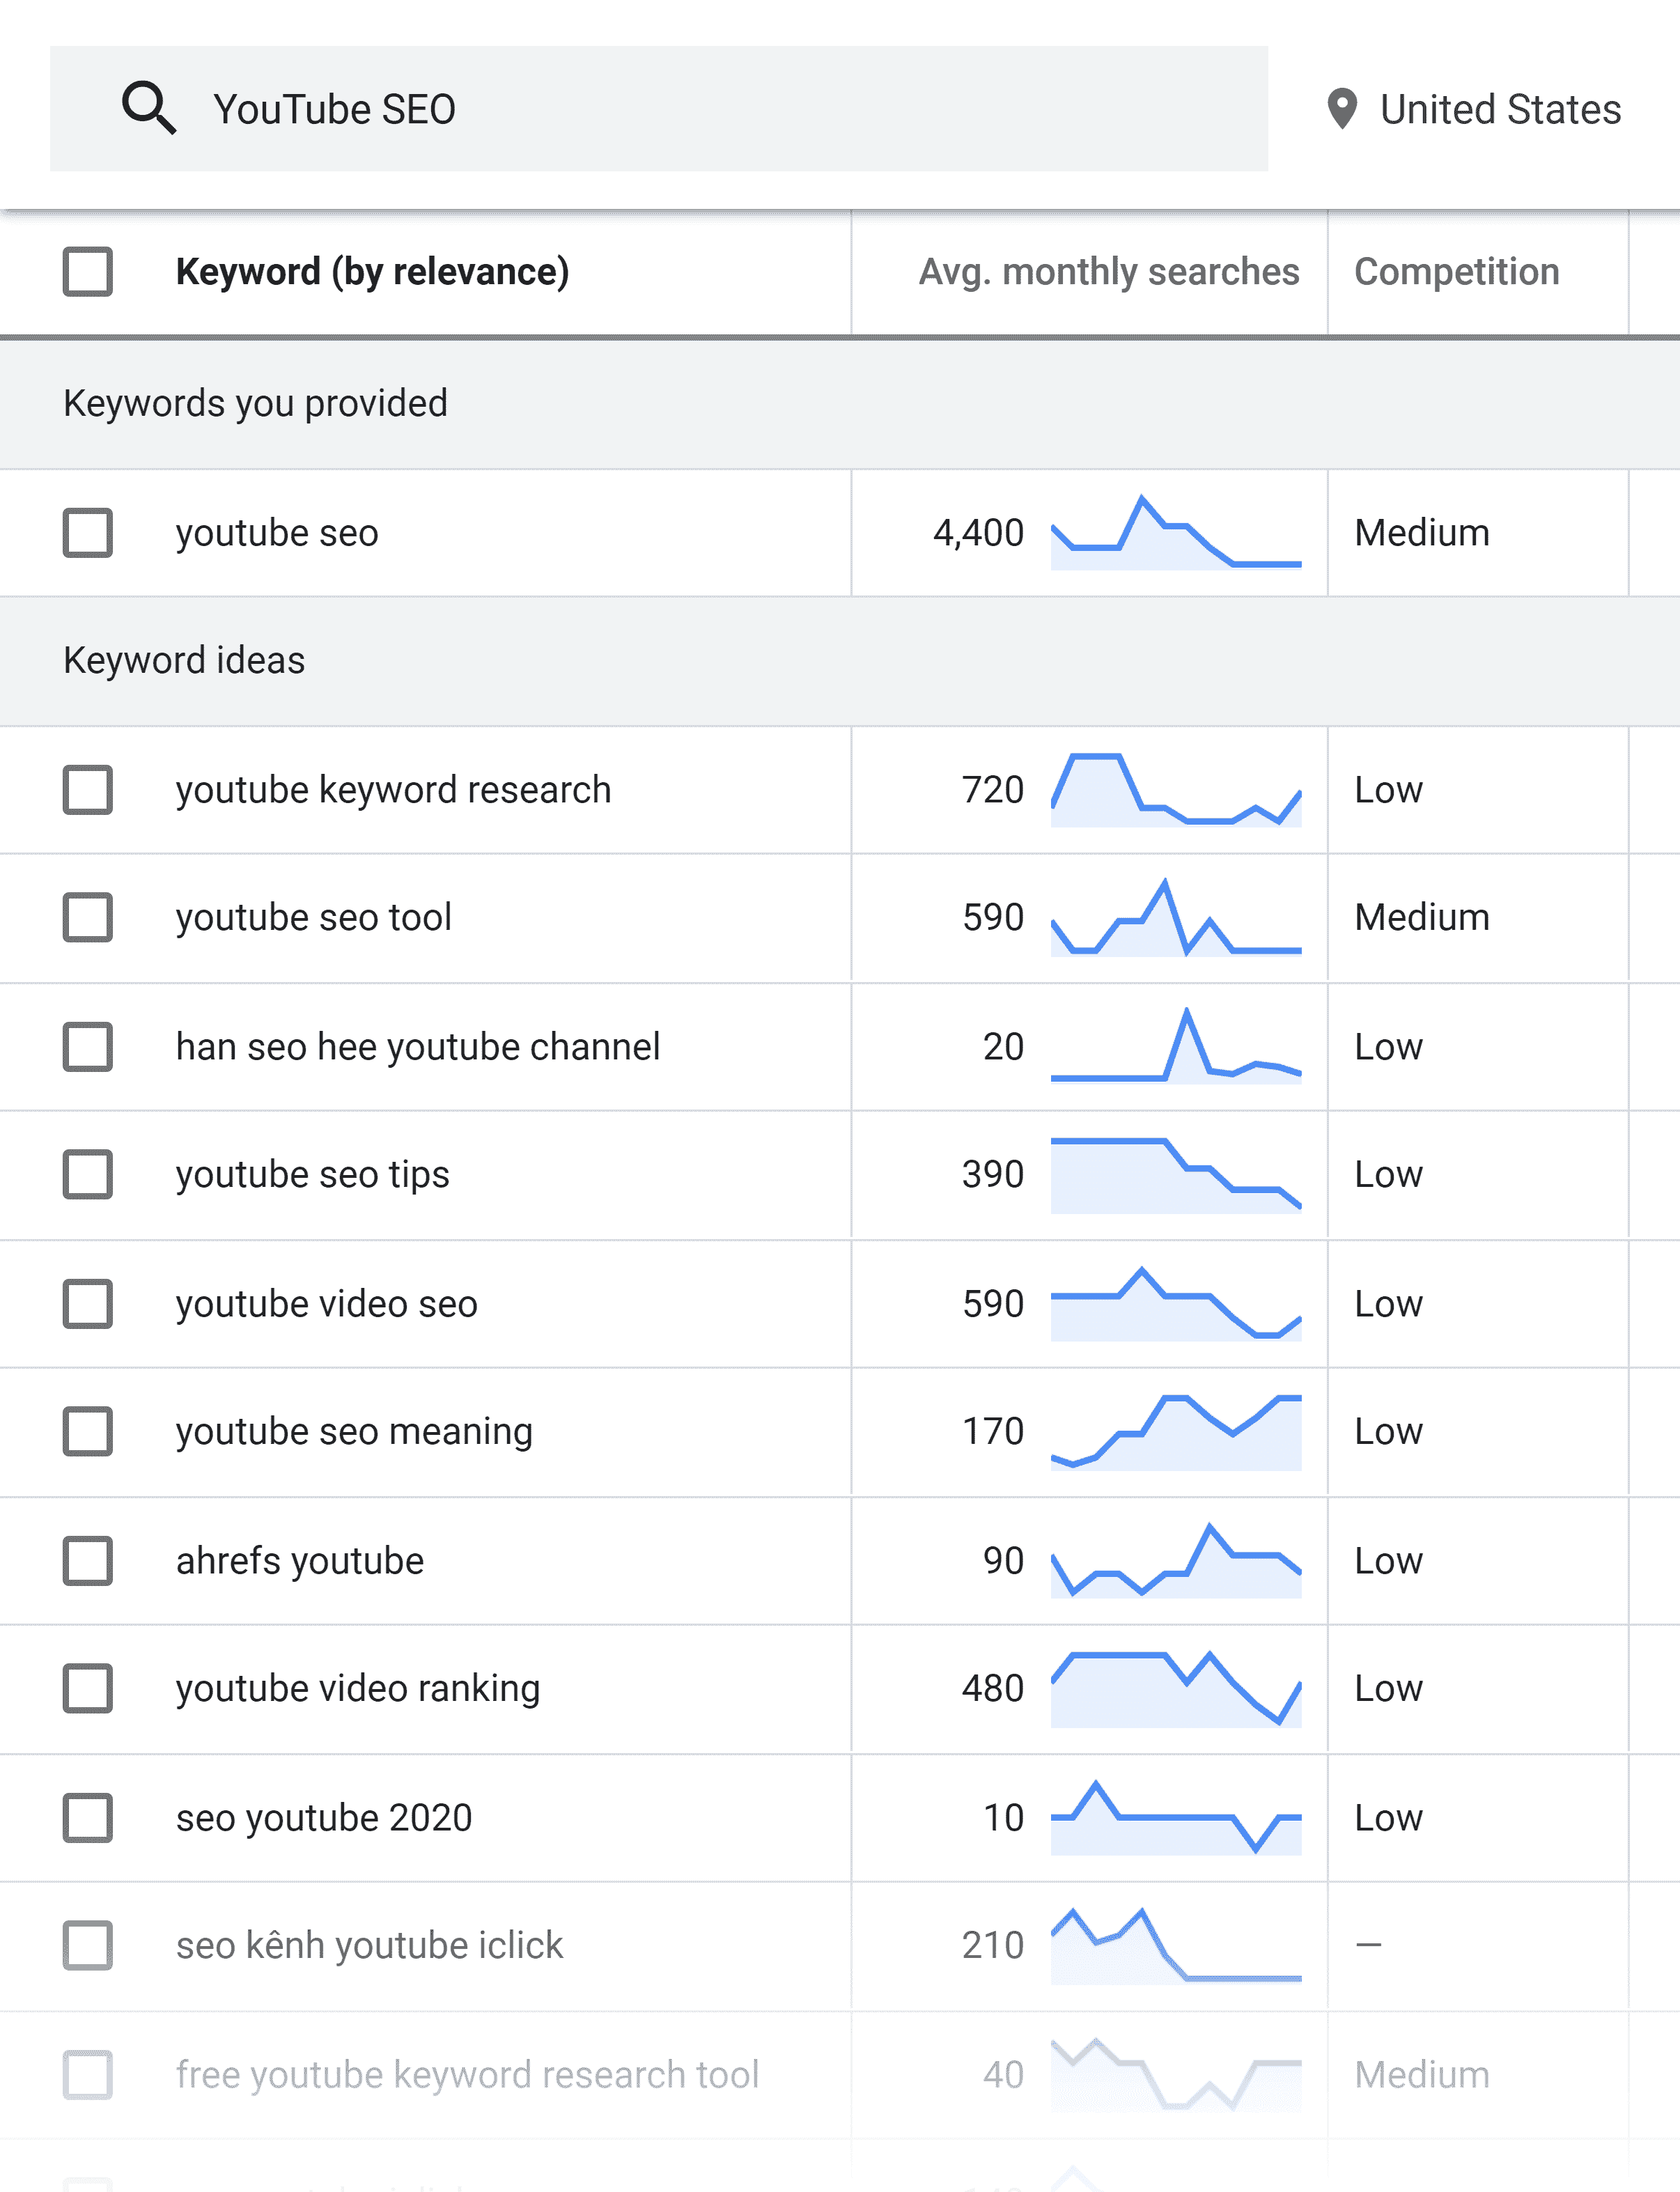 YouTube SEO
United States
Keyword (by relevance) Avg. monthly searches Competition
Keywords you provided
youtube seo 4,400 Medium
Keyword ideas
youtube keyword research 720 Low
youtube seo tool 590 Medium
han seo hee youtube channel 20 Low
youtube seo tips 390 Low
youtube video seo 590 Low
youtube seo meaning 170 Low
ahrefs youtube 90 Low
youtube video ranking 480 Low
seo youtube 2020 10 Low
seo kênh youtube iclick 210 –
free youtube keyword research tool 40 Medium